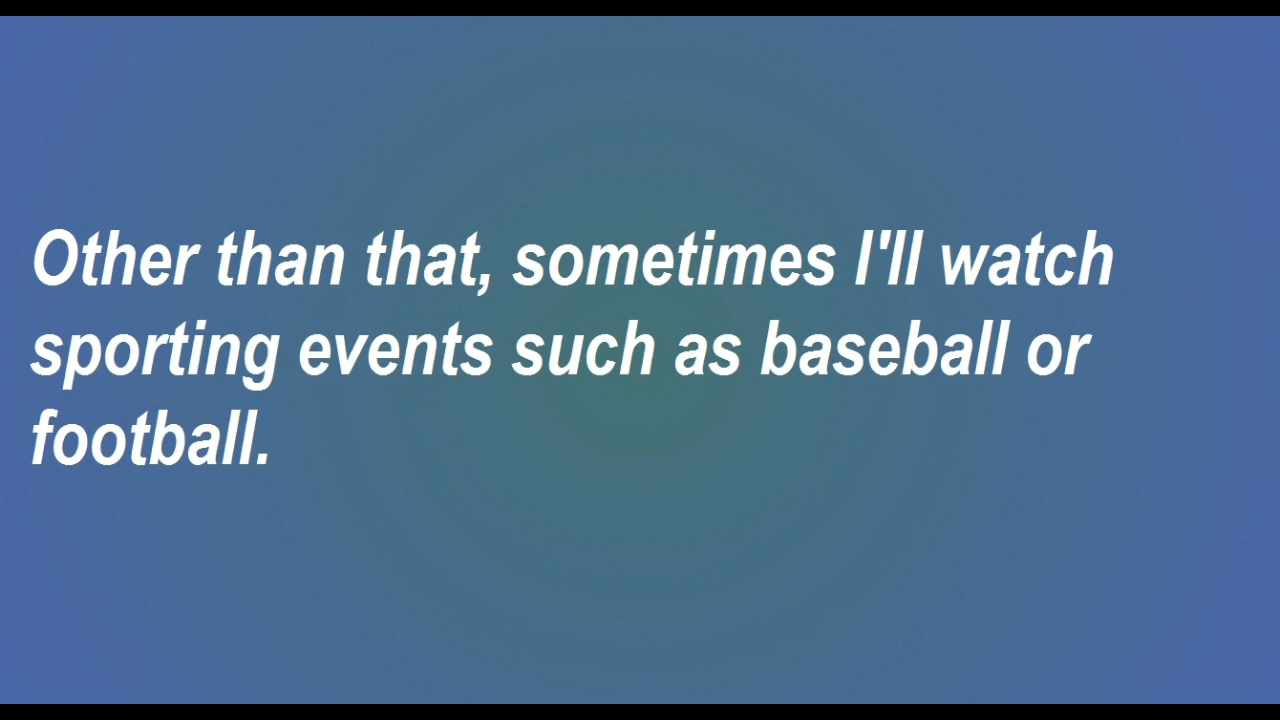 Other than that, sometimes I'll watch
sporting events such as baseball or
football.